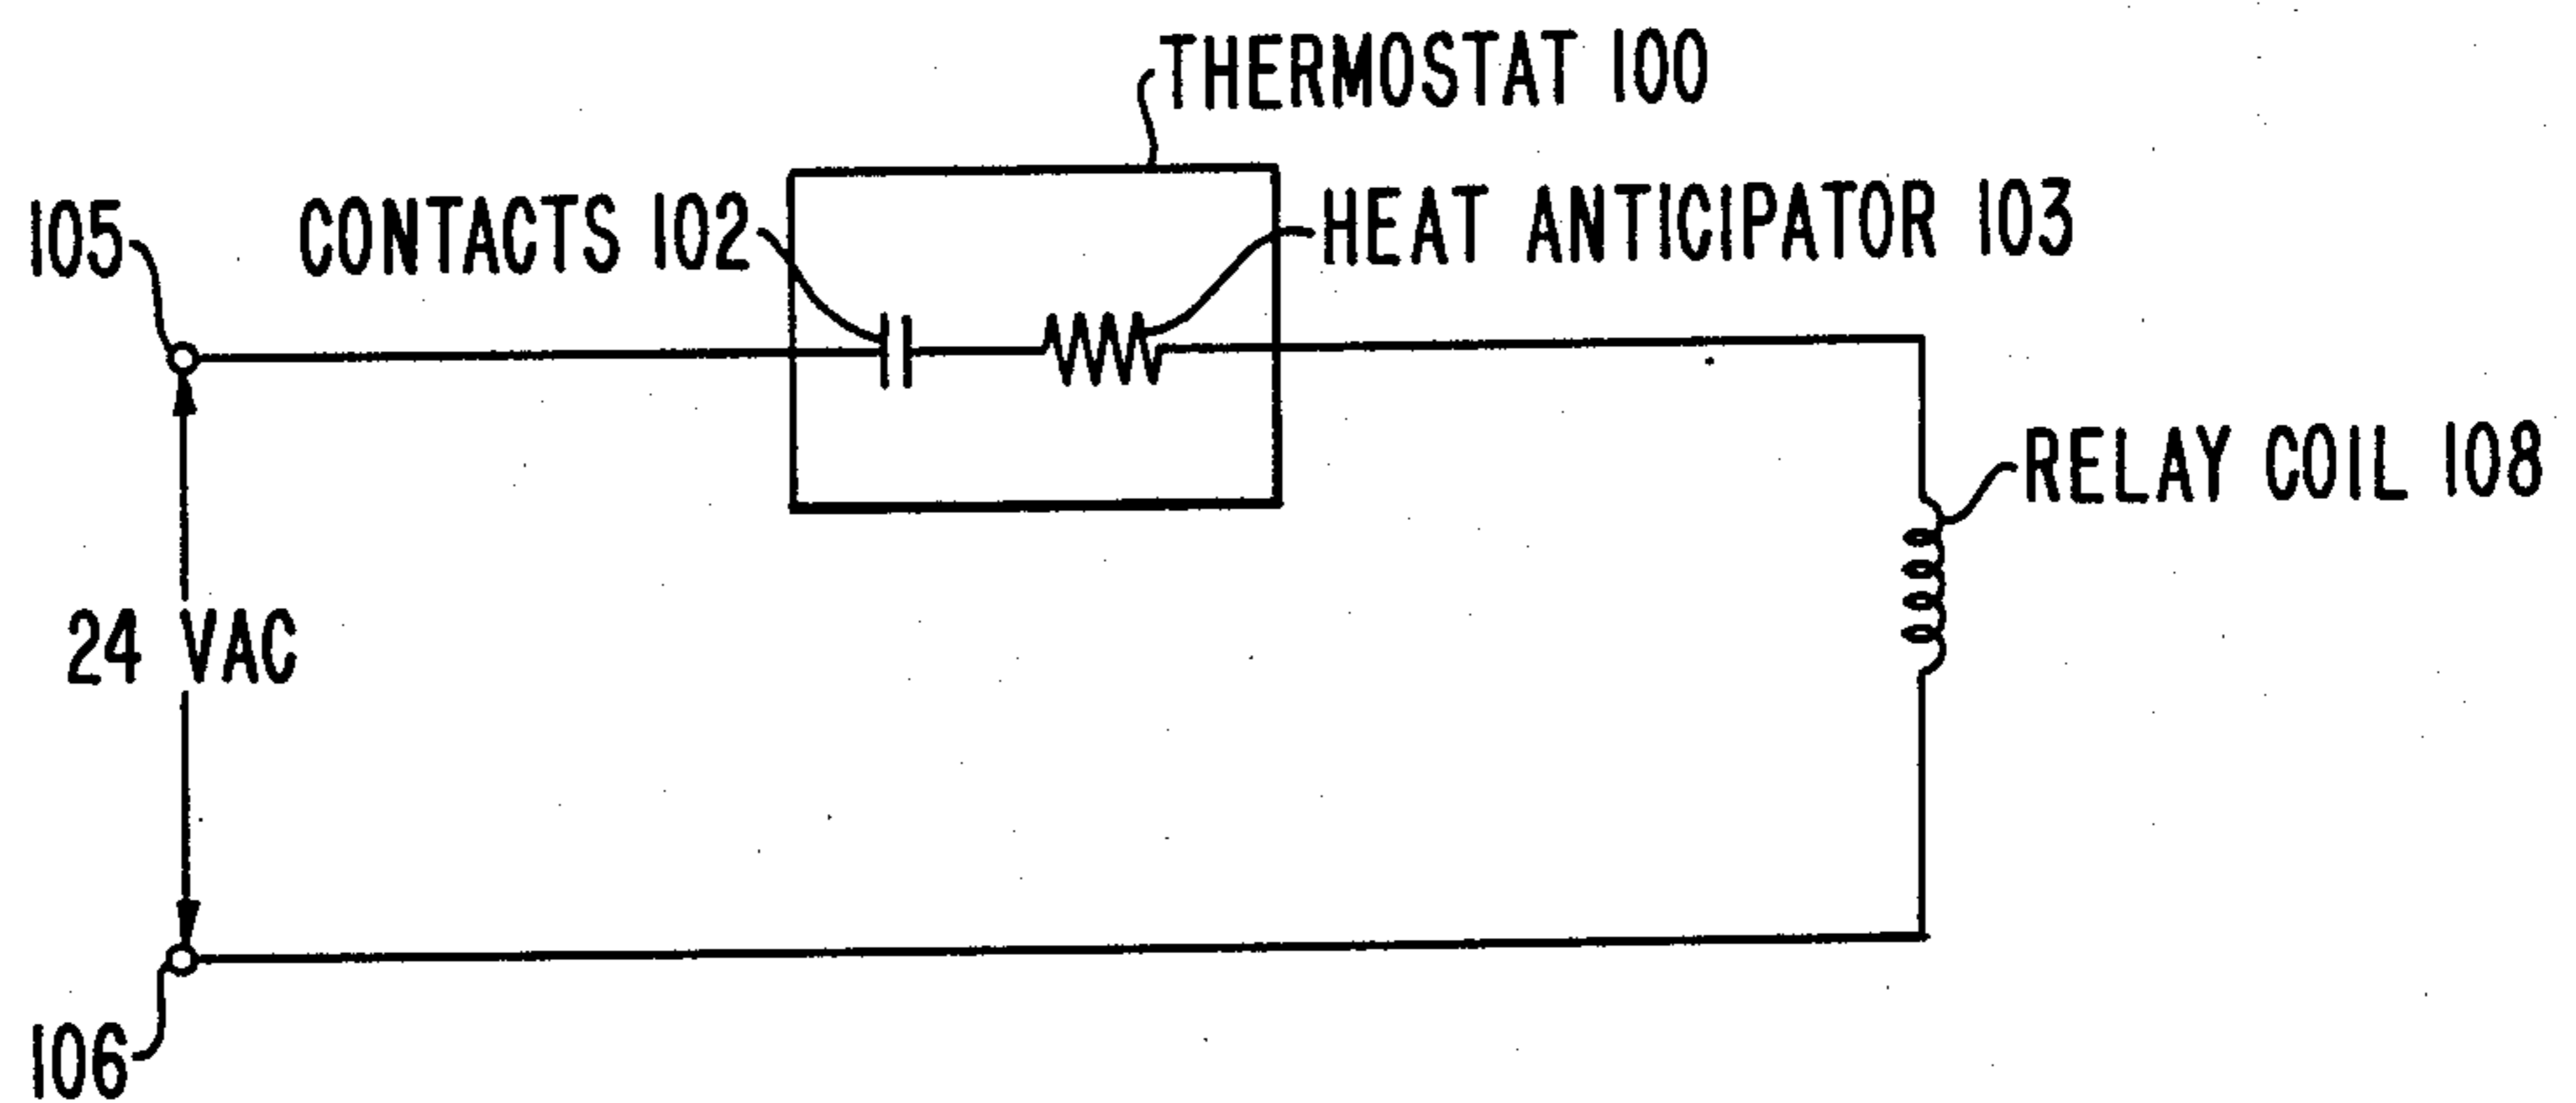 THERMOSTAT 100
105
CONTACTS 102
HEAT ANTICIPATOR 103
RELAY COIL 108
24 VAC
106